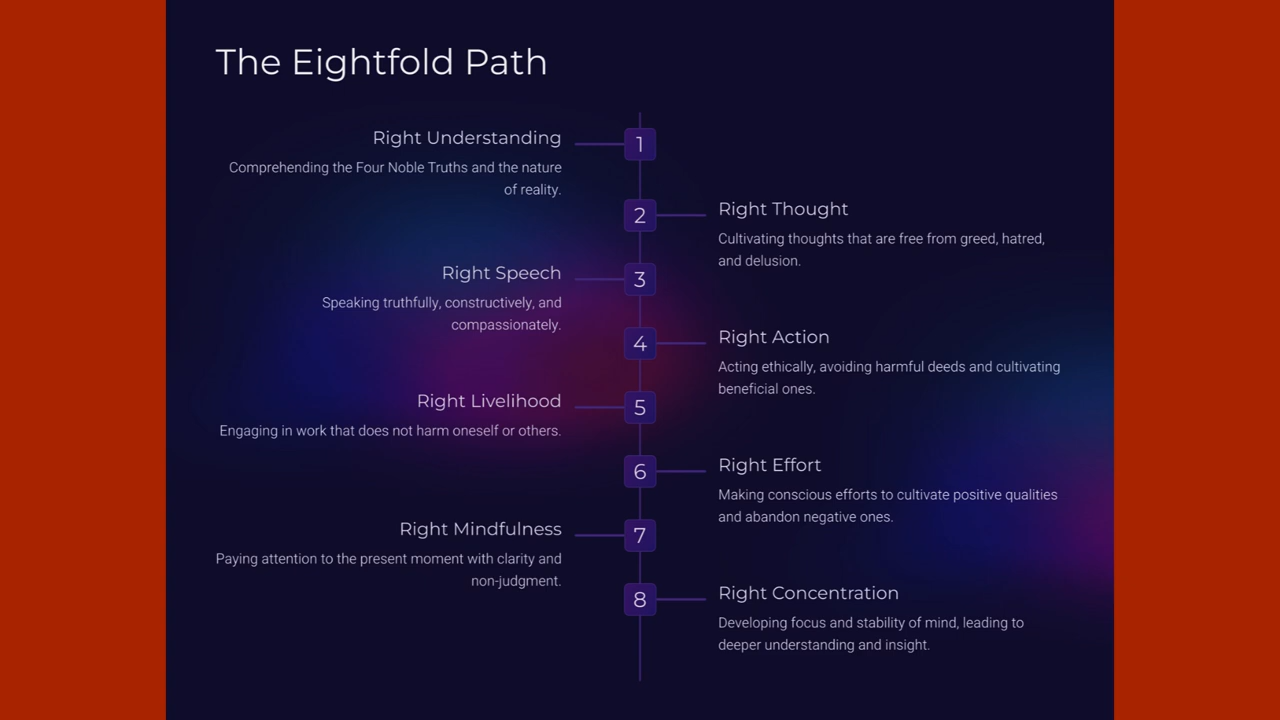 The Eightfold Path
Right Understanding
1
Comprehending the Four Noble Truths and the nature
of reality.
2
Right Thought
Cultivating thoughts that are free from greed, hatred,
and delusion.
Right Speech
3
Speaking truthfully, constructively, and
compassionately.
4
Right Action
Acting ethically, avoiding harmful deeds and cultivating
beneficial ones.
Right Livelihood
5
Engaging in work that does not harm oneself or others.
6
Right Effort
Making conscious efforts to cultivate positive qualities
and abandon negative ones.
Right Mindfulness
7
Paying attention to the present moment with clarity and
non-judgment.
8
Right Concentration
Developing focus and stability of mind, leading to
deeper understanding and insight.